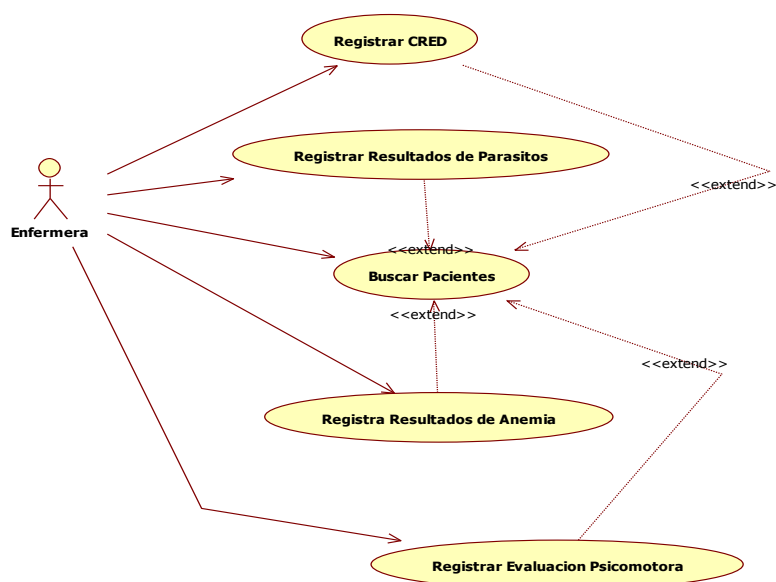 Registrar CRED
Registrar Resultados de Parasitos
<<extend>>
Enfermera
<<extend>>
Buscar Pacientes
<<extend>>
<<extend>>
Registra Resultados de Anemia
Registrar Evaluacion Psicomotora